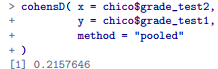 > cohensD( x = chico$grade_test2,
+ y = chico$grade_test1,
+ method = "pooled"
+ )
[1] 0.2157646